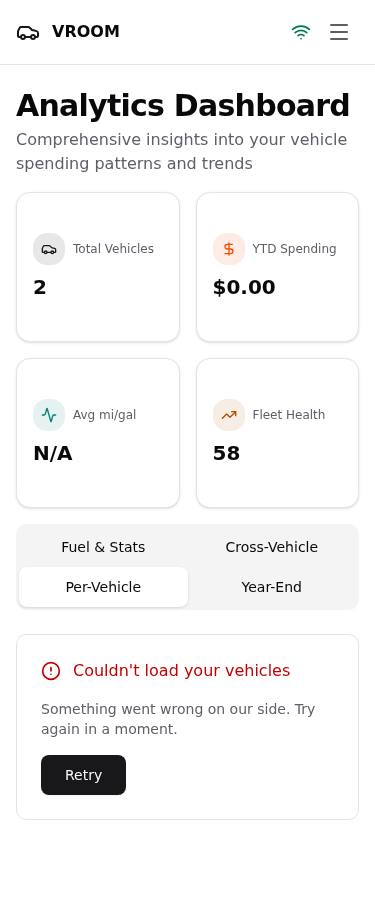 VROOM
Analytics Dashboard
Comprehensive insights into your vehicle
spending patterns and trends
Total Vehicles
2
YTD Spending
$0.00
Avg mi/gal
N/A
Fleet Health
58
Fuel & Stats
Cross-Vehicle
Per-Vehicle
Year-End
Couldn't load your vehicles
Something went wrong on our side. Try
again in a moment.
Retry